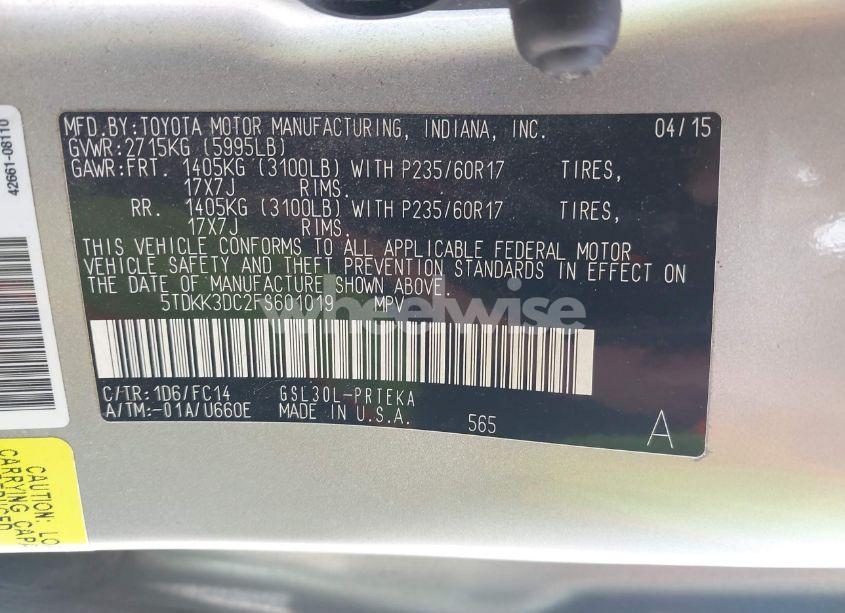 MFD.BY:TOYOTA MOTOR MANUFACTURING, INDIANA, INC. 04/15
GVWR:2715KG (5995LB)
GAWR:FRT. 1405KG (3100LB) WITH P235/60R17 TIRES,
17X7J RIMS.
RR. 1405KG (3100LB) WITH P235/60R17 TIRES,
17X7J RIMS.
THIS VEHICLE CONFORMS TO ALL APPLICABLE FEDERAL MOTOR
VEHICLE SAFETY AND THEFT PREVENTION STANDARDS IN EFFECT ON
THE DATE OF MANUFACTURE SHOWN ABOVE.
5TDKK3DC2FS601019 MPV
wheelwise
C/TR:1D6/FC14 GSL30L-PRTEKA
A/TM:-01A/U660E MADE IN U.S.A. 565 A
42661-08110
CAUTION: LO
CARRYING CAP